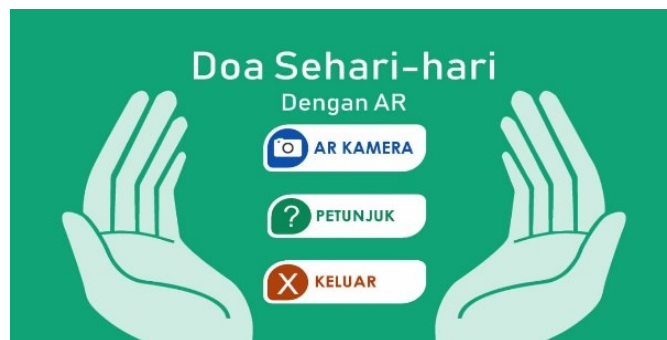 Doa Sehari-hari
Dengan AR
AR KAMERA
? PETUNJUK
X KELUAR